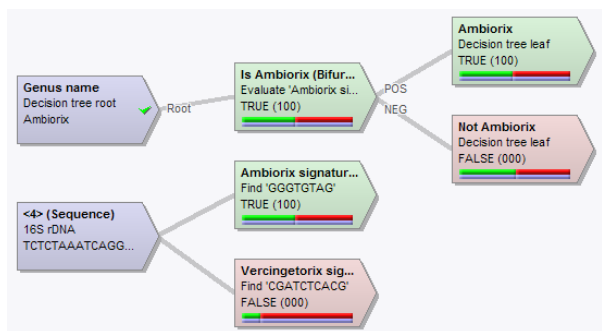 Genus name
Decision tree root
Ambiorix
Root
Is Ambiorix (Bifur...
Evaluate 'Ambiorix si...
TRUE (100)
POS
NEG
Ambiorix
Decision tree leaf
TRUE (100)
Not Ambiorix
Decision tree leaf
FALSE (000)
<4> (Sequence)
16S rDNA
TCTCTAAATCAGG...
Ambiorix signatur...
Find 'GGGTGTAG'
TRUE (100)
Vercingetorix sig...
Find 'CGATCTCACG'
FALSE (000)